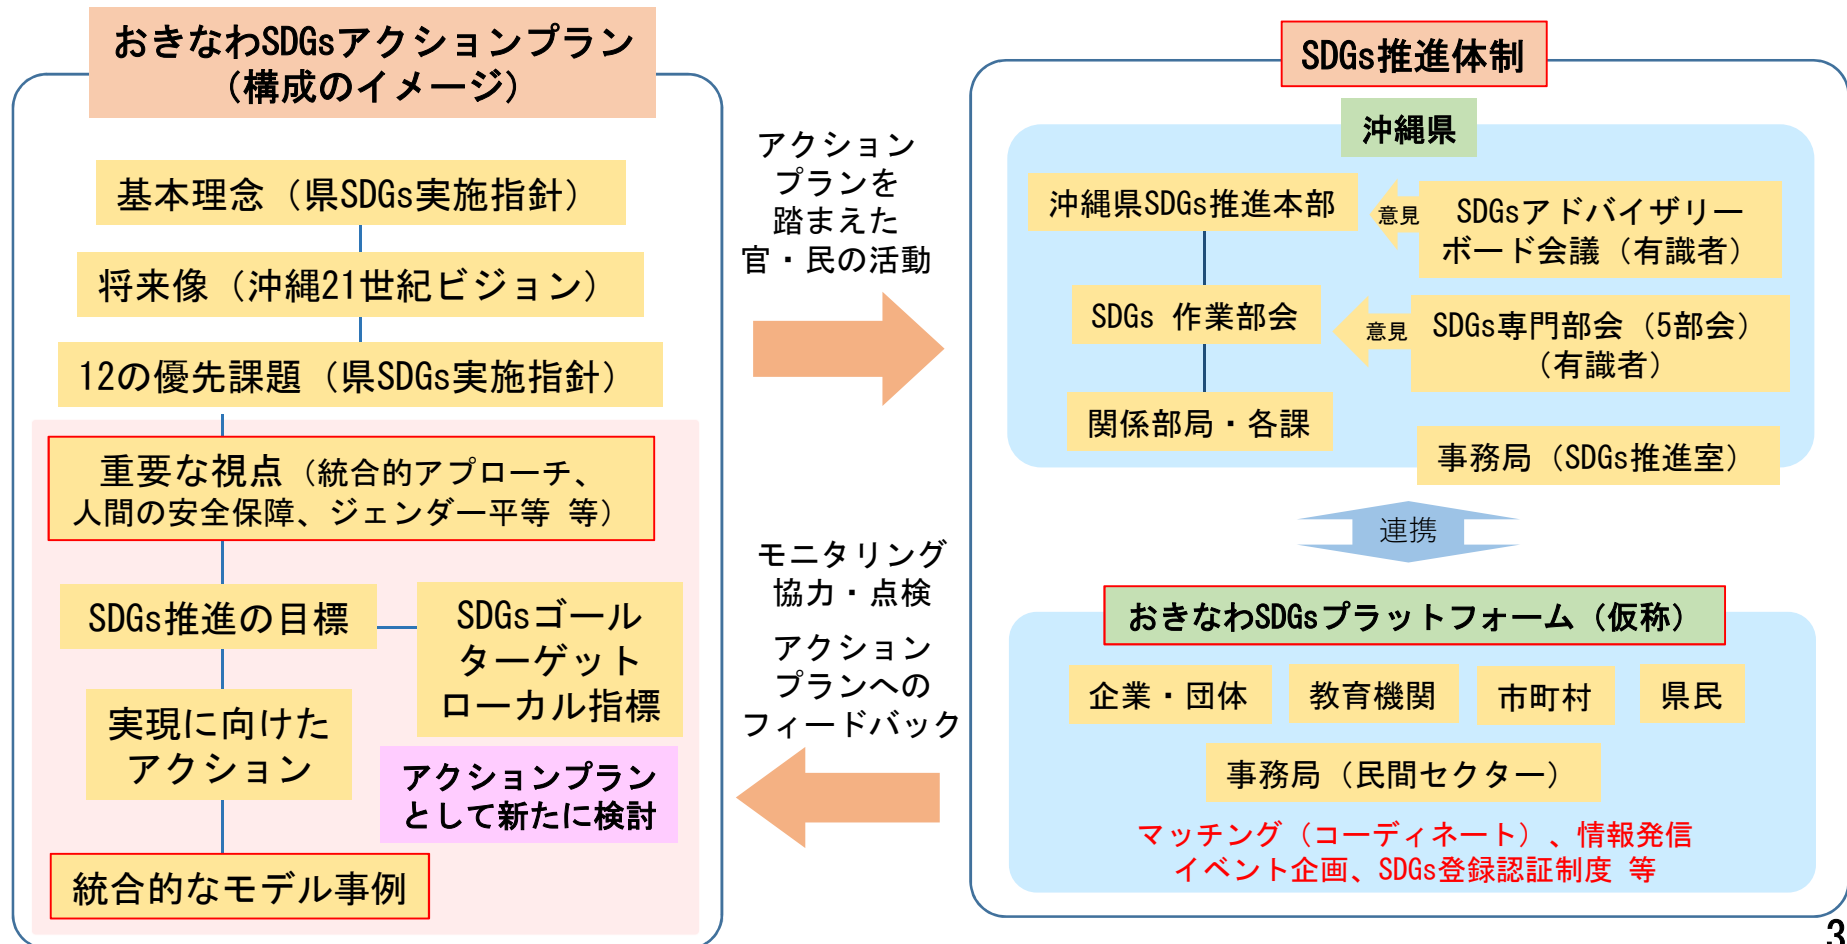 おきなわSDGsアクションプラン
（構成のイメージ）
基本理念（県SDGs実施指針）
将来像（沖縄21世紀ビジョン）
12の優先課題（県SDGs実施指針）
重要な視点（統合的アプローチ、
人間の安全保障、ジェンダー平等 等）
SDGs推進の目標
SDGsゴール
ターゲット
ローカル指標
実現に向けた
アクション
アクションプラン
として新たに検討
統合的なモデル事例
アクション
プランを
踏まえた
官・民の活動
モニタリング
協力・点検
アクション
プランへの
フィードバック
SDGs推進体制
沖縄県
沖縄県SDGs推進本部
意見
SDGsアドバイザリー
ボード会議（有識者）
SDGs 作業部会
意見
SDGs専門部会（5部会）
（有識者）
関係部局・各課
事務局（SDGs推進室）
連携
おきなわSDGsプラットフォーム（仮称）
企業・団体
教育機関
市町村
県民
事務局（民間セクター）
マッチング（コーディネート）、情報発信
イベント企画、SDGs登録認証制度 等
3